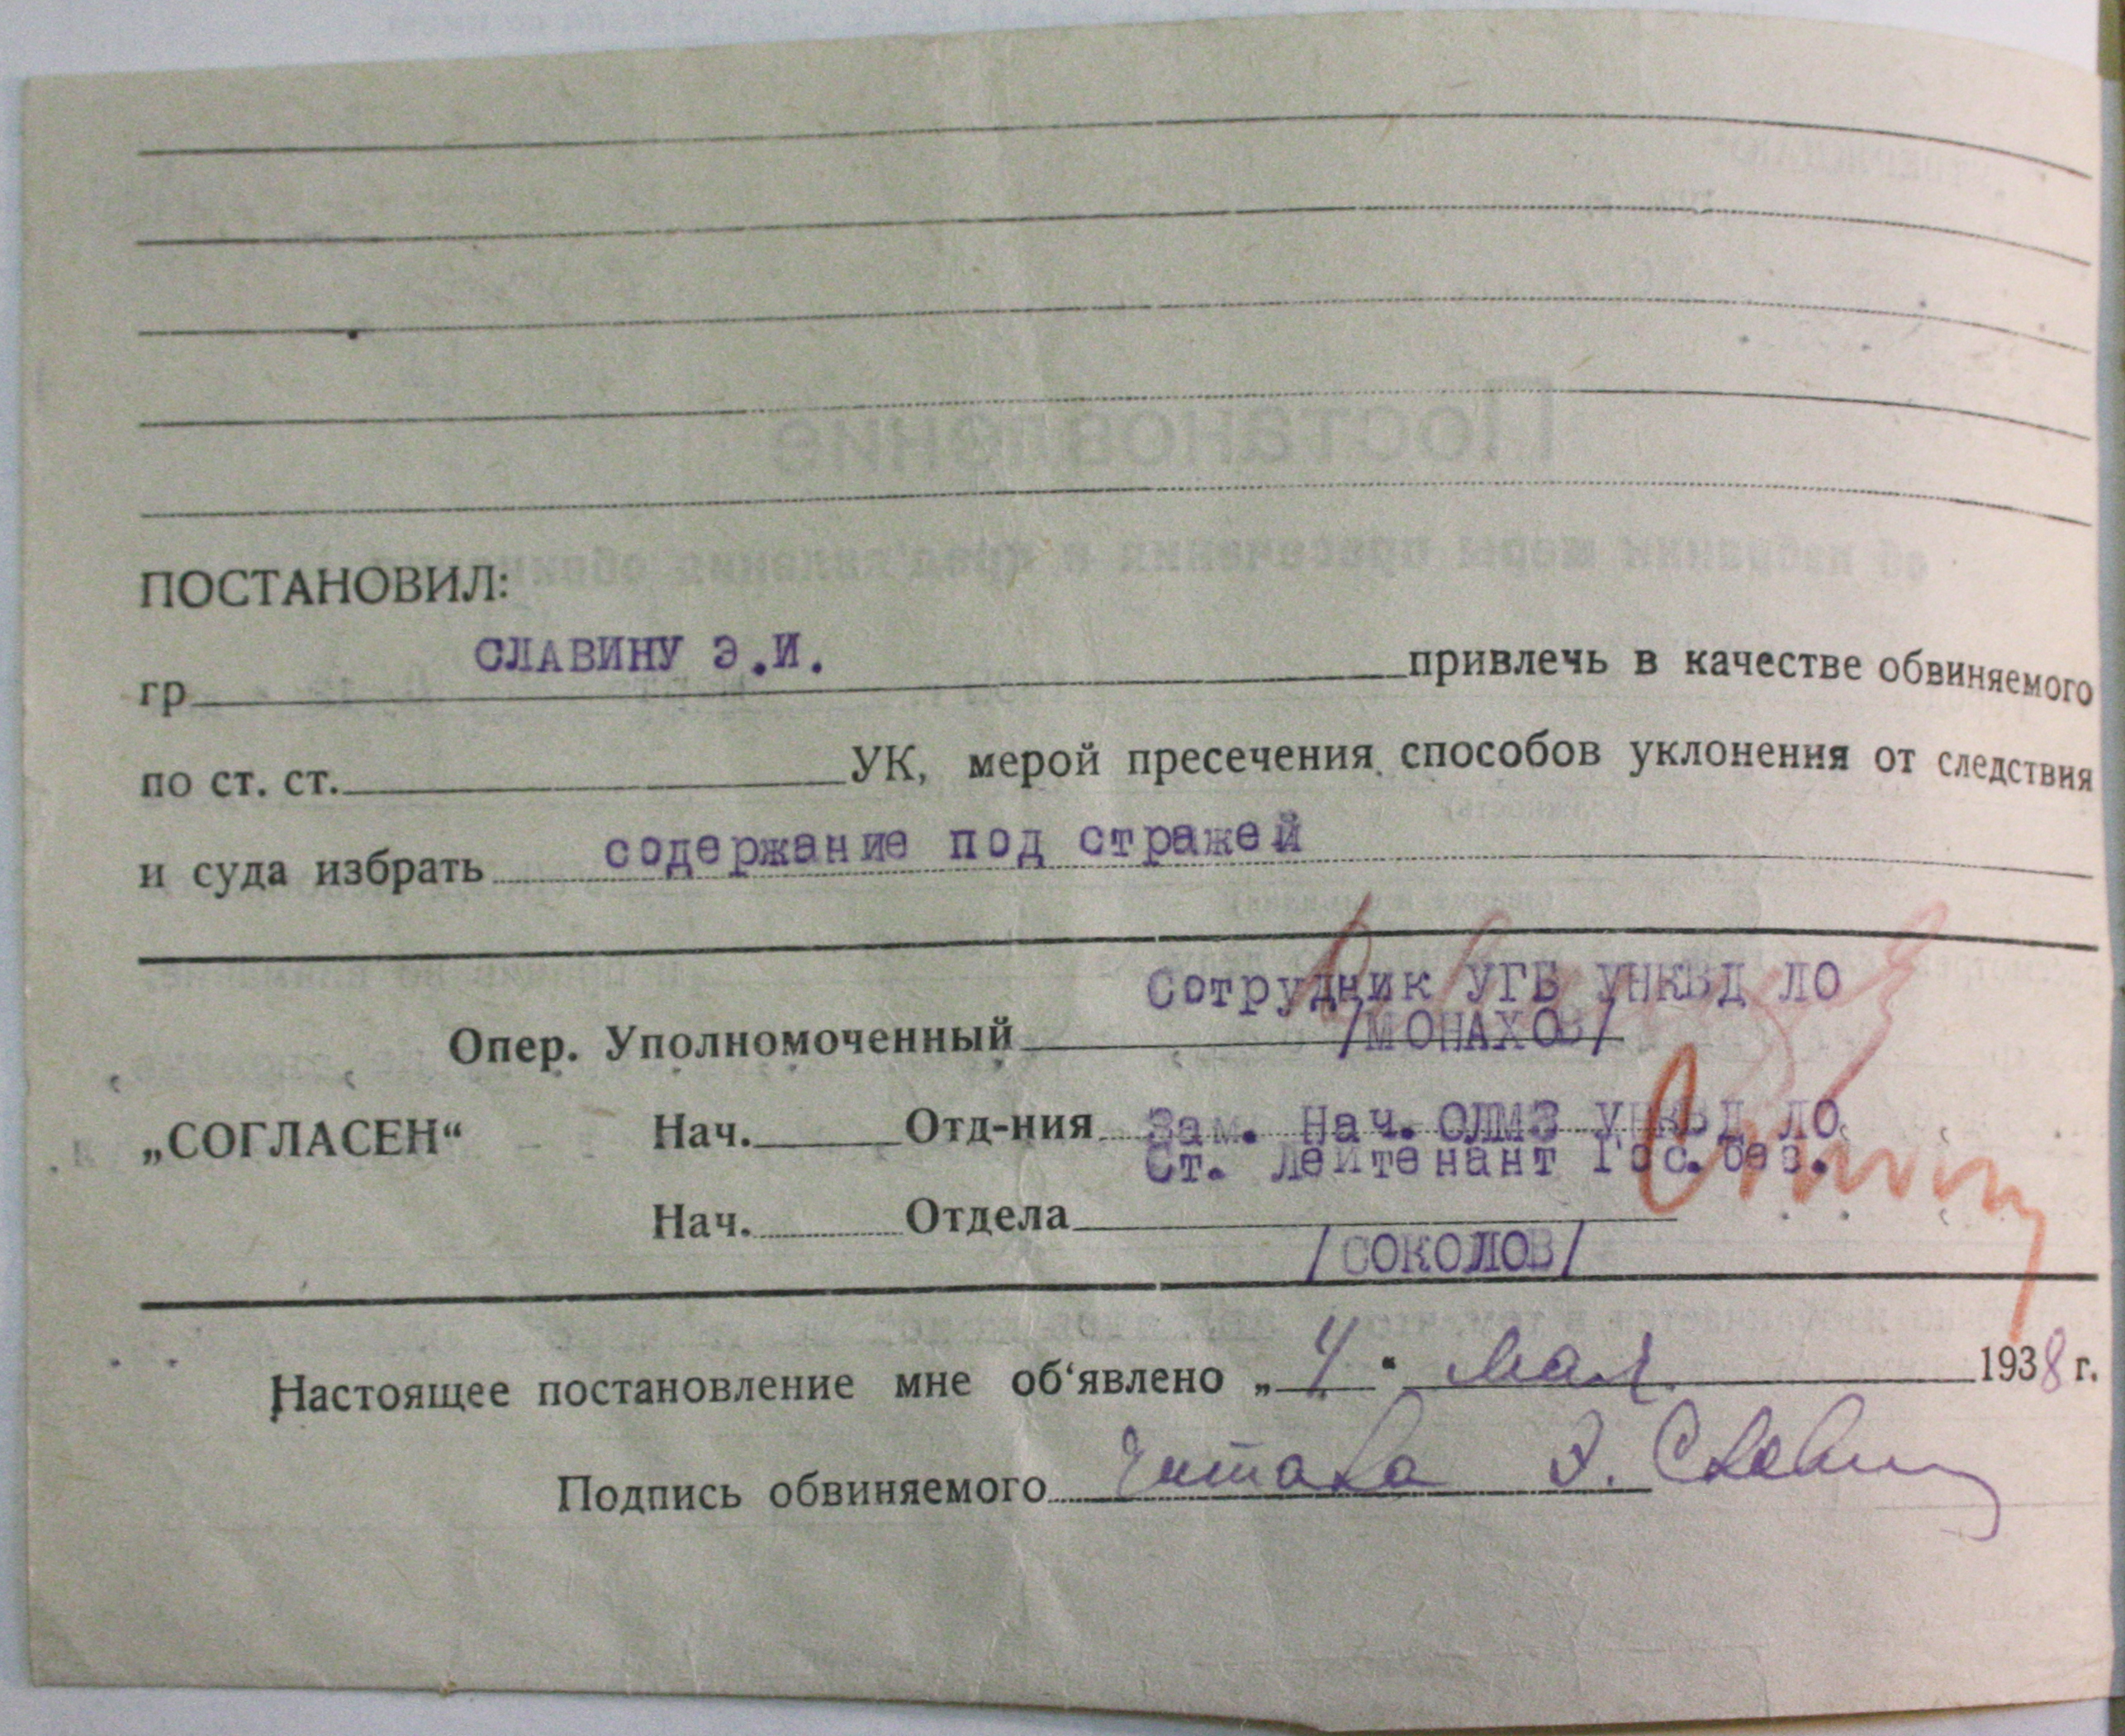 ПОСТАНОВИЛ:
гр СЛАВИНУ Э.И. привлечь в качестве обвиняемого
по ст. ст. УК, мерой пресечения способов уклонения от следствия
и суда избрать содержание под стражей
Сотрудник УГБ УНКВД ЛО
Опер. Уполномоченный /МОНАХОВ/
„СОГЛАСЕН“ Нач. Отд-ния Зам. Нач. ОЛМЗ УНКВД ЛО
Ст. Лейтенант Гос.без.
Нач. Отдела
/СОКОЛОВ/
Настоящее постановление мне об‘явлено „4“ мая 1938 г.
Подпись обвиняемого Читала Э. Славин